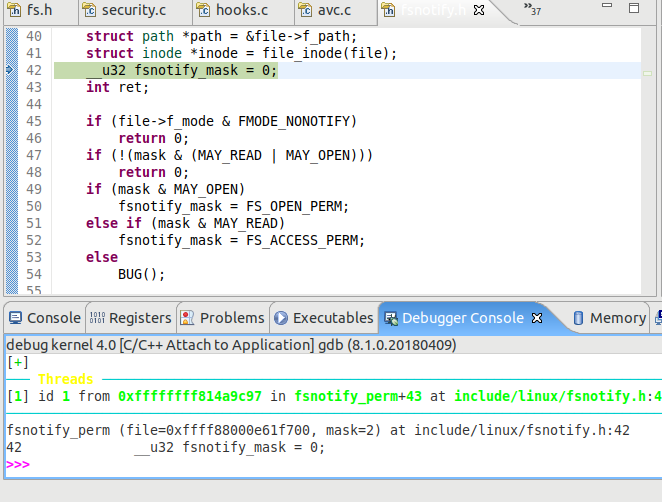 fs.h security.c hooks.c avc.c fsnotify.h »37
40 struct path *path = &file->f_path;
41 struct inode *inode = file_inode(file);
42 __u32 fsnotify_mask = 0;
43 int ret;
44
45 if (file->f_mode & FMODE_NONOTIFY)
46 return 0;
47 if (!(mask & (MAY_READ | MAY_OPEN)))
48 return 0;
49 if (mask & MAY_OPEN)
50 fsnotify_mask = FS_OPEN_PERM;
51 else if (mask & MAY_READ)
52 fsnotify_mask = FS_ACCESS_PERM;
53 else
54 BUG();
55
Console Registers Problems Executables Debugger Console Memory
debug kernel 4.0 [C/C++ Attach to Application] gdb (8.1.0.20180409)
[+]
Threads
[1] id 1 from 0xffffffff814a9c97 in fsnotify_perm+43 at include/linux/fsnotify.h:4
fsnotify_perm (file=0xffff88000e61f700, mask=2) at include/linux/fsnotify.h:42
42 __u32 fsnotify_mask = 0;
>>>